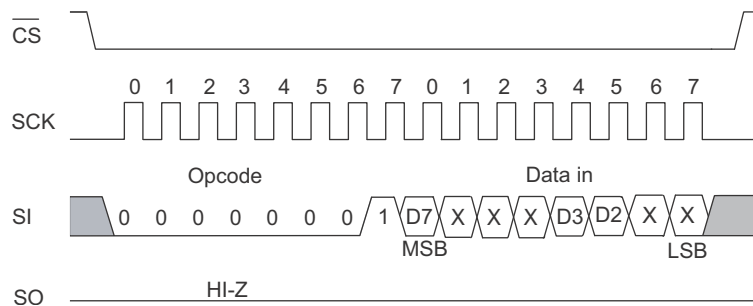 CS
0 1 2 3 4 5 6 7 0 1 2 3 4 5 6 7
SCK
Opcode Data in
SI 0 0 0 0 0 0 0 1 D7 X X X D3 D2 X X
MSB LSB
HI-Z
SO